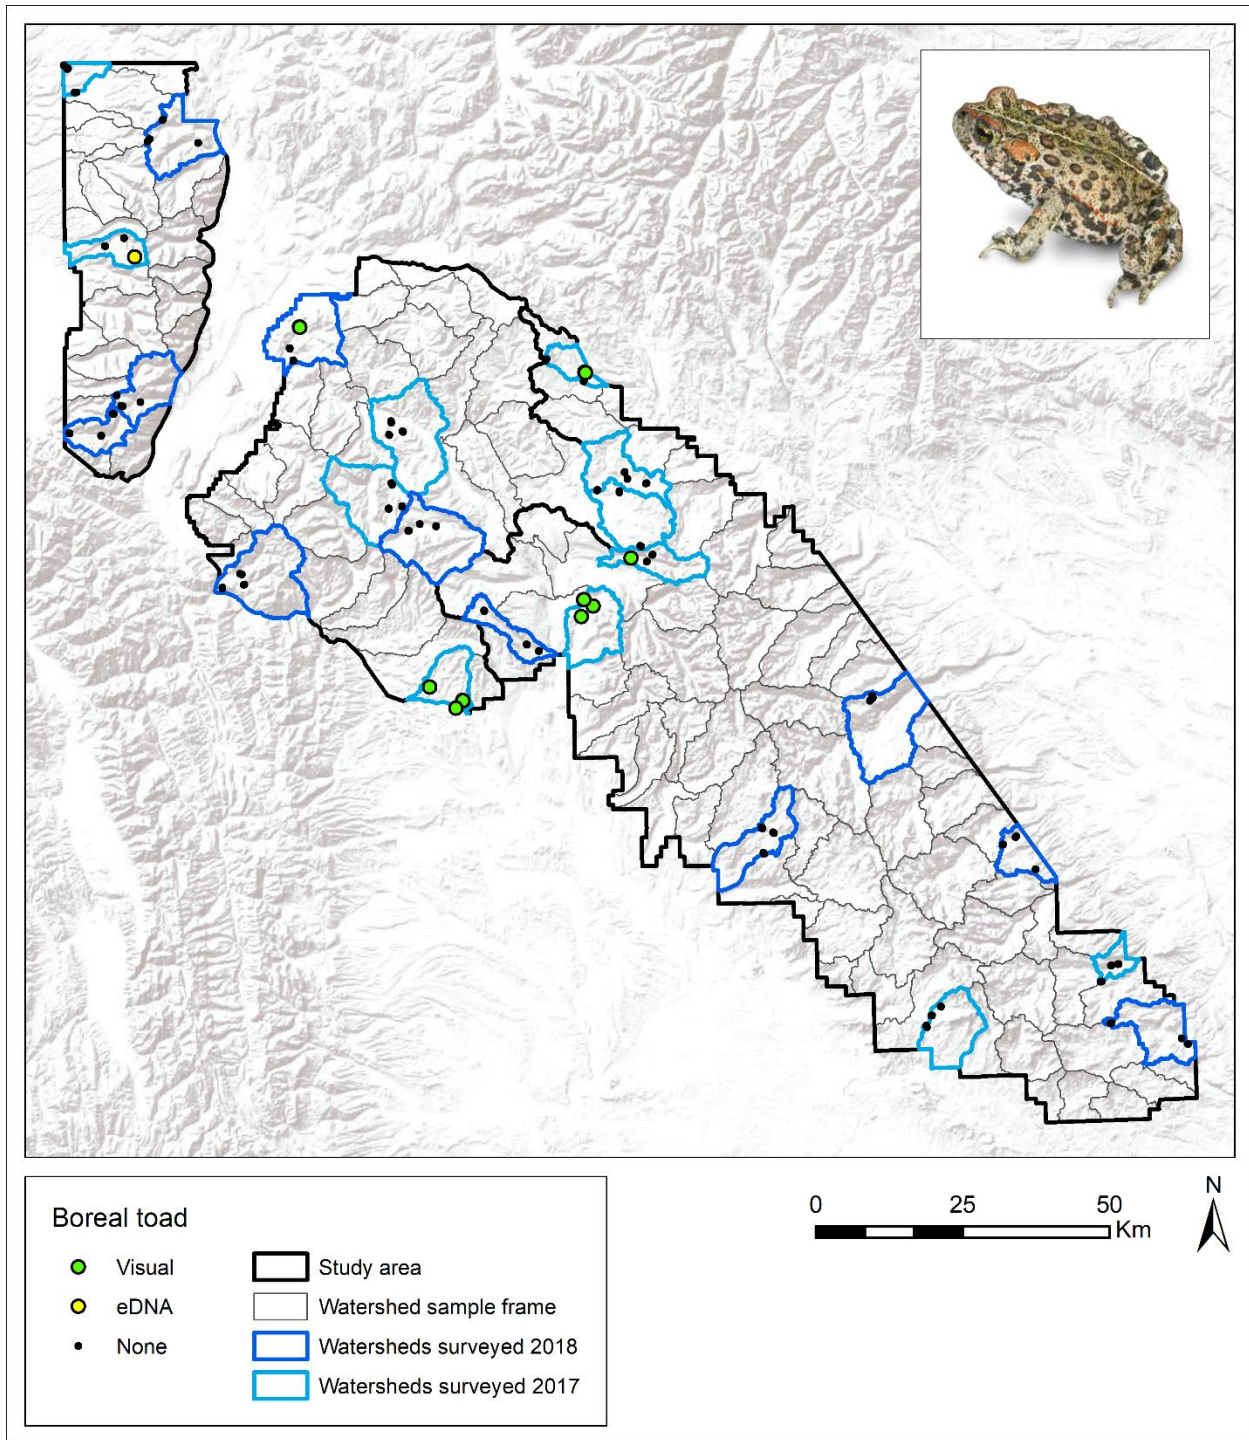 0 25 50
Km
N
Boreal toad
Visual
eDNA
None
Study area
Watershed sample frame
Watersheds surveyed 2018
Watersheds surveyed 2017